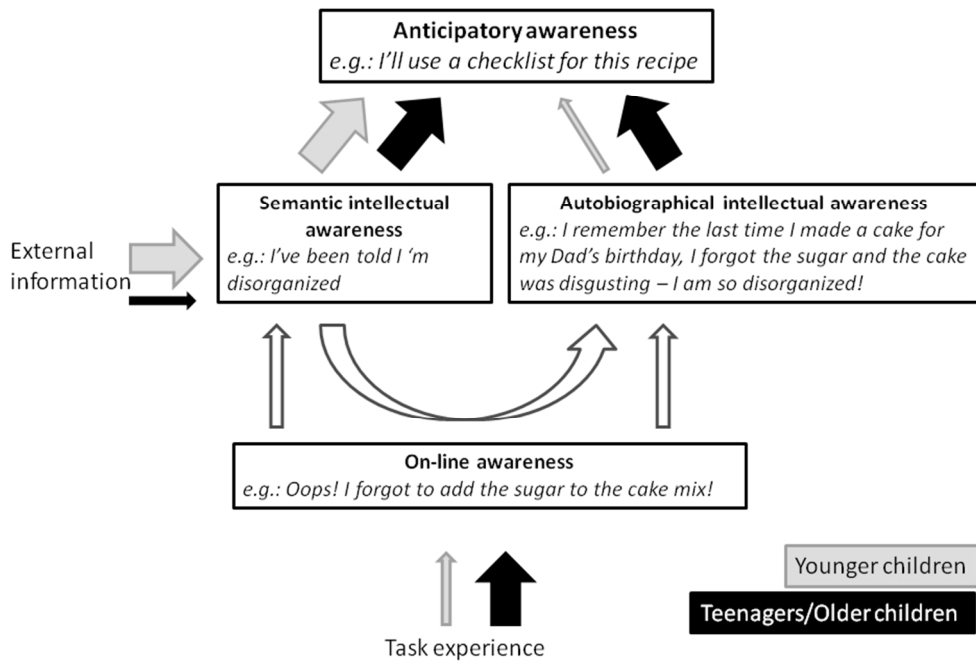 Anticipatory awareness
e.g.: I'll use a checklist for this recipe
Semantic intellectual
awareness
e.g.: I've been told I 'm
disorganized
Autobiographical intellectual awareness
e.g.: I remember the last time I made a cake for
my Dad's birthday, I forgot the sugar and the cake
was disgusting – I am so disorganized!
External
information
On-line awareness
e.g.: Oops! I forgot to add the sugar to the cake mix!
Younger children
Teenagers/Older children
Task experience